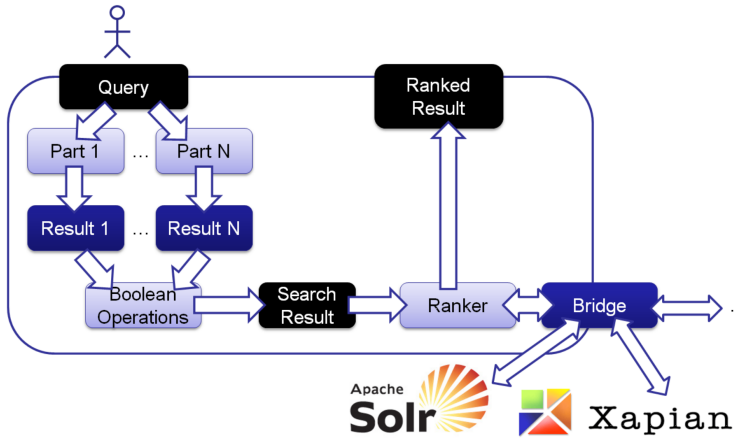 Query
Ranked
Result
Part 1
...
Part N
Result 1
...
Result N
Boolean
Operations
Search
Result
Ranker
Bridge
.
Apache
Solr
Xapian